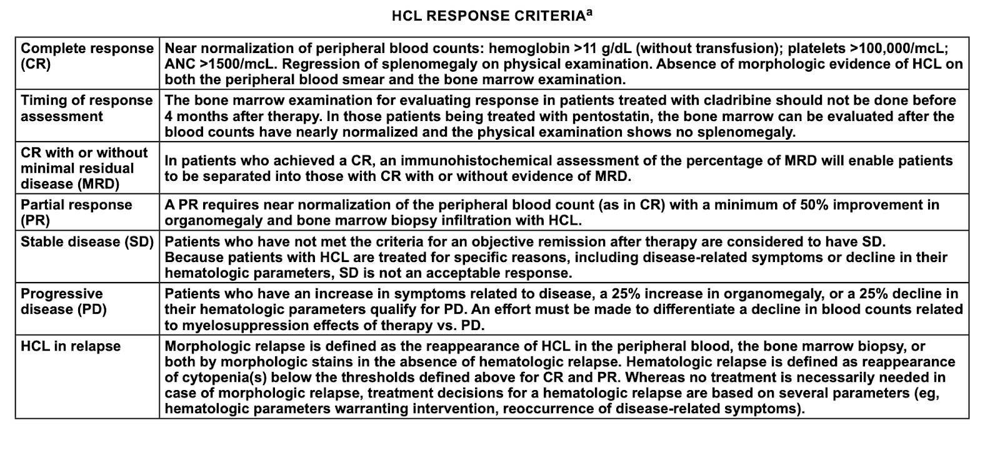 HCL RESPONSE CRITERIAa
Complete response
(CR)
Near normalization of peripheral blood counts: hemoglobin >11 g/dL (without transfusion); platelets >100,000/mcL;
ANC >1500/mcL. Regression of splenomegaly on physical examination. Absence of morphologic evidence of HCL on
both the peripheral blood smear and the bone marrow examination.
Timing of response
assessment
The bone marrow examination for evaluating response in patients treated with cladribine should not be done before
4 months after therapy. In those patients being treated with pentostatin, the bone marrow can be evaluated after the
blood counts have nearly normalized and the physical examination shows no splenomegaly.
CR with or without
minimal residual
disease (MRD)
In patients who achieved a CR, an immunohistochemical assessment of the percentage of MRD will enable patients
to be separated into those with CR with or without evidence of MRD.
Partial response
(PR)
A PR requires near normalization of the peripheral blood count (as in CR) with a minimum of 50% improvement in
organomegaly and bone marrow biopsy infiltration with HCL.
Stable disease (SD)
Patients who have not met the criteria for an objective remission after therapy are considered to have SD.
Because patients with HCL are treated for specific reasons, including disease-related symptoms or decline in their
hematologic parameters, SD is not an acceptable response.
Progressive
disease (PD)
Patients who have an increase in symptoms related to disease, a 25% increase in organomegaly, or a 25% decline in
their hematologic parameters qualify for PD. An effort must be made to differentiate a decline in blood counts related
to myelosuppression effects of therapy vs. PD.
HCL in relapse
Morphologic relapse is defined as the reappearance of HCL in the peripheral blood, the bone marrow biopsy, or
both by morphologic stains in the absence of hematologic relapse. Hematologic relapse is defined as reappearance
of cytopenia(s) below the thresholds defined above for CR and PR. Whereas no treatment is necessarily needed in
case of morphologic relapse, treatment decisions for a hematologic relapse are based on several parameters (eg,
hematologic parameters warranting intervention, reoccurrence of disease-related symptoms).